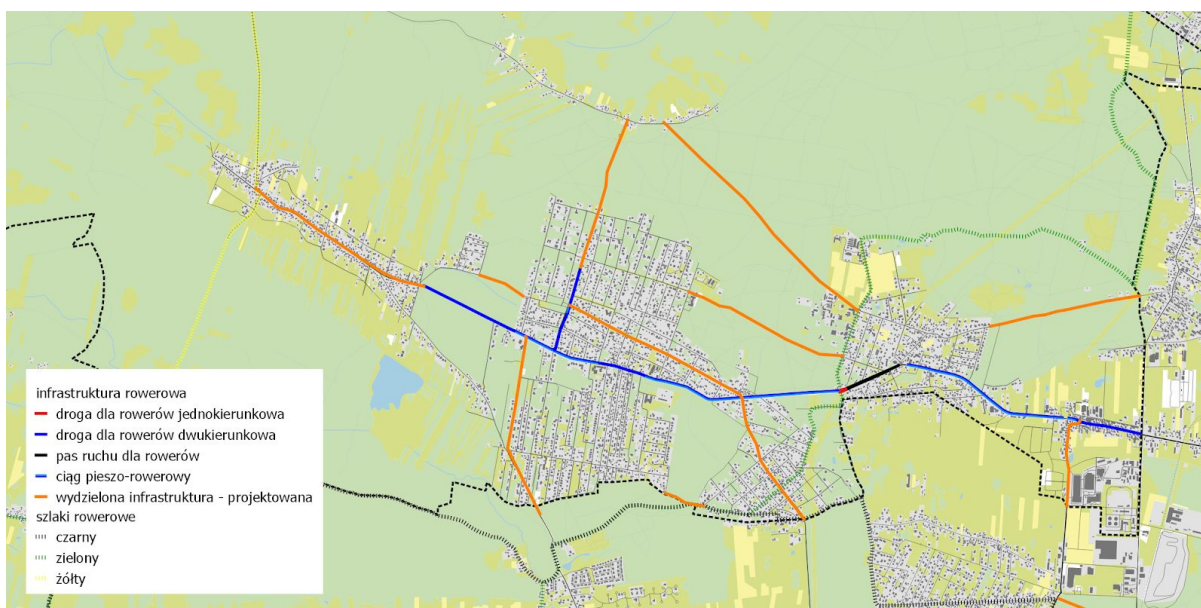 infrastruktura rowerowa
droga dla rowerów jednokierunkowa
droga dla rowerów dwukierunkowa
pas ruchu dla rowerów
ciąg pieszo-rowerowy
wydzielona infrastruktura - projektowana
szlaki rowerowe
czarny
zielony
żółty